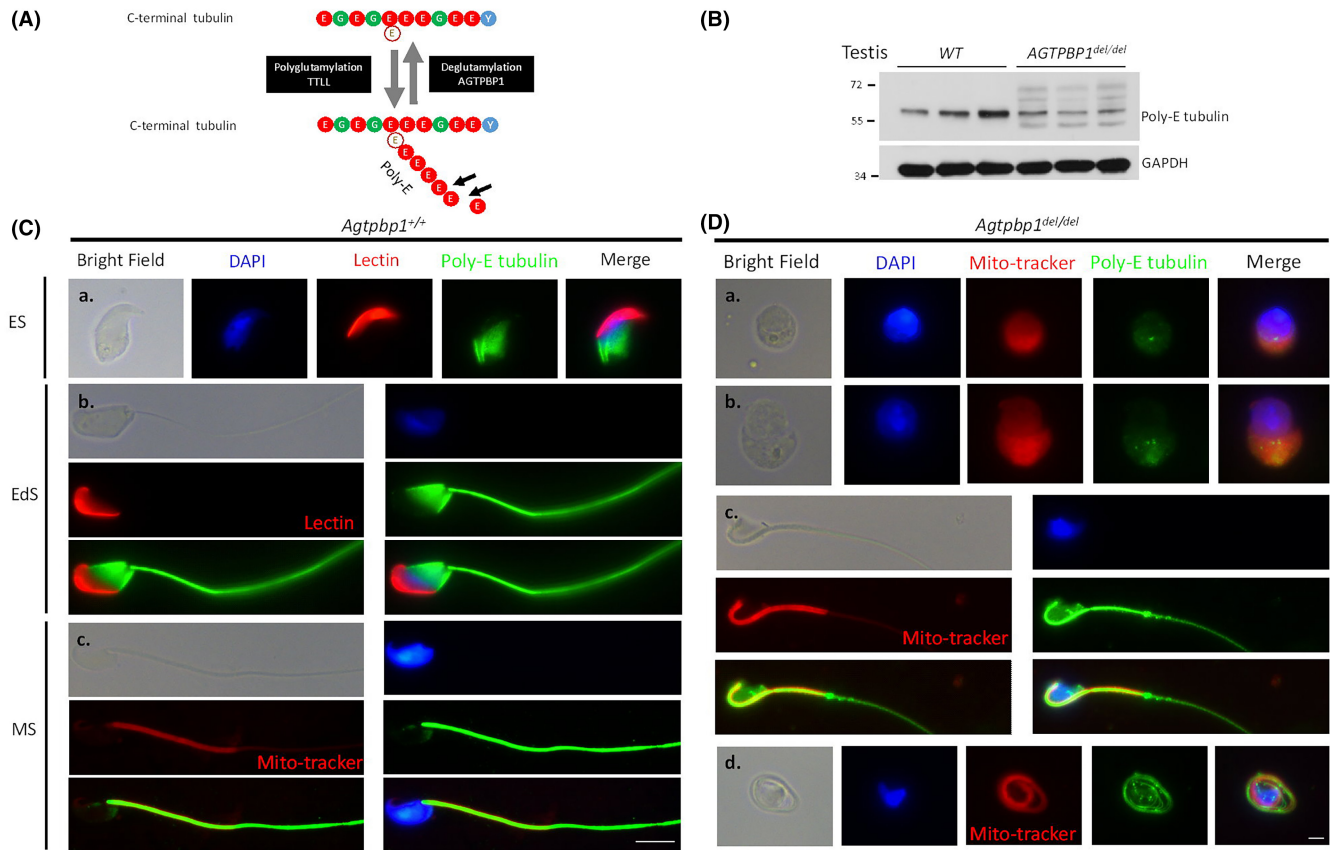 (A)
C-terminal tubulin
E G E G E E E G E E Y
E
Polyglutamylation
TTLL
Deglutamylation
AGTPBP1
C-terminal tubulin
E G E G E E E G E E Y
E
E
E
E
E
E
E
Poly-E
(B)
Testis
WT
AGTPBP1del/del
72
55
34
Poly-E tubulin
GAPDH
(C)
Agtpbp1+/+
Bright Field DAPI Lectin Poly-E tubulin Merge
ES
a.
EdS
b.
Lectin
MS
c.
Mito-tracker
(D)
Agtpbp1del/del
Bright Field DAPI Mito-tracker Poly-E tubulin Merge
a.
b.
c.
Mito-tracker
d.
Mito-tracker